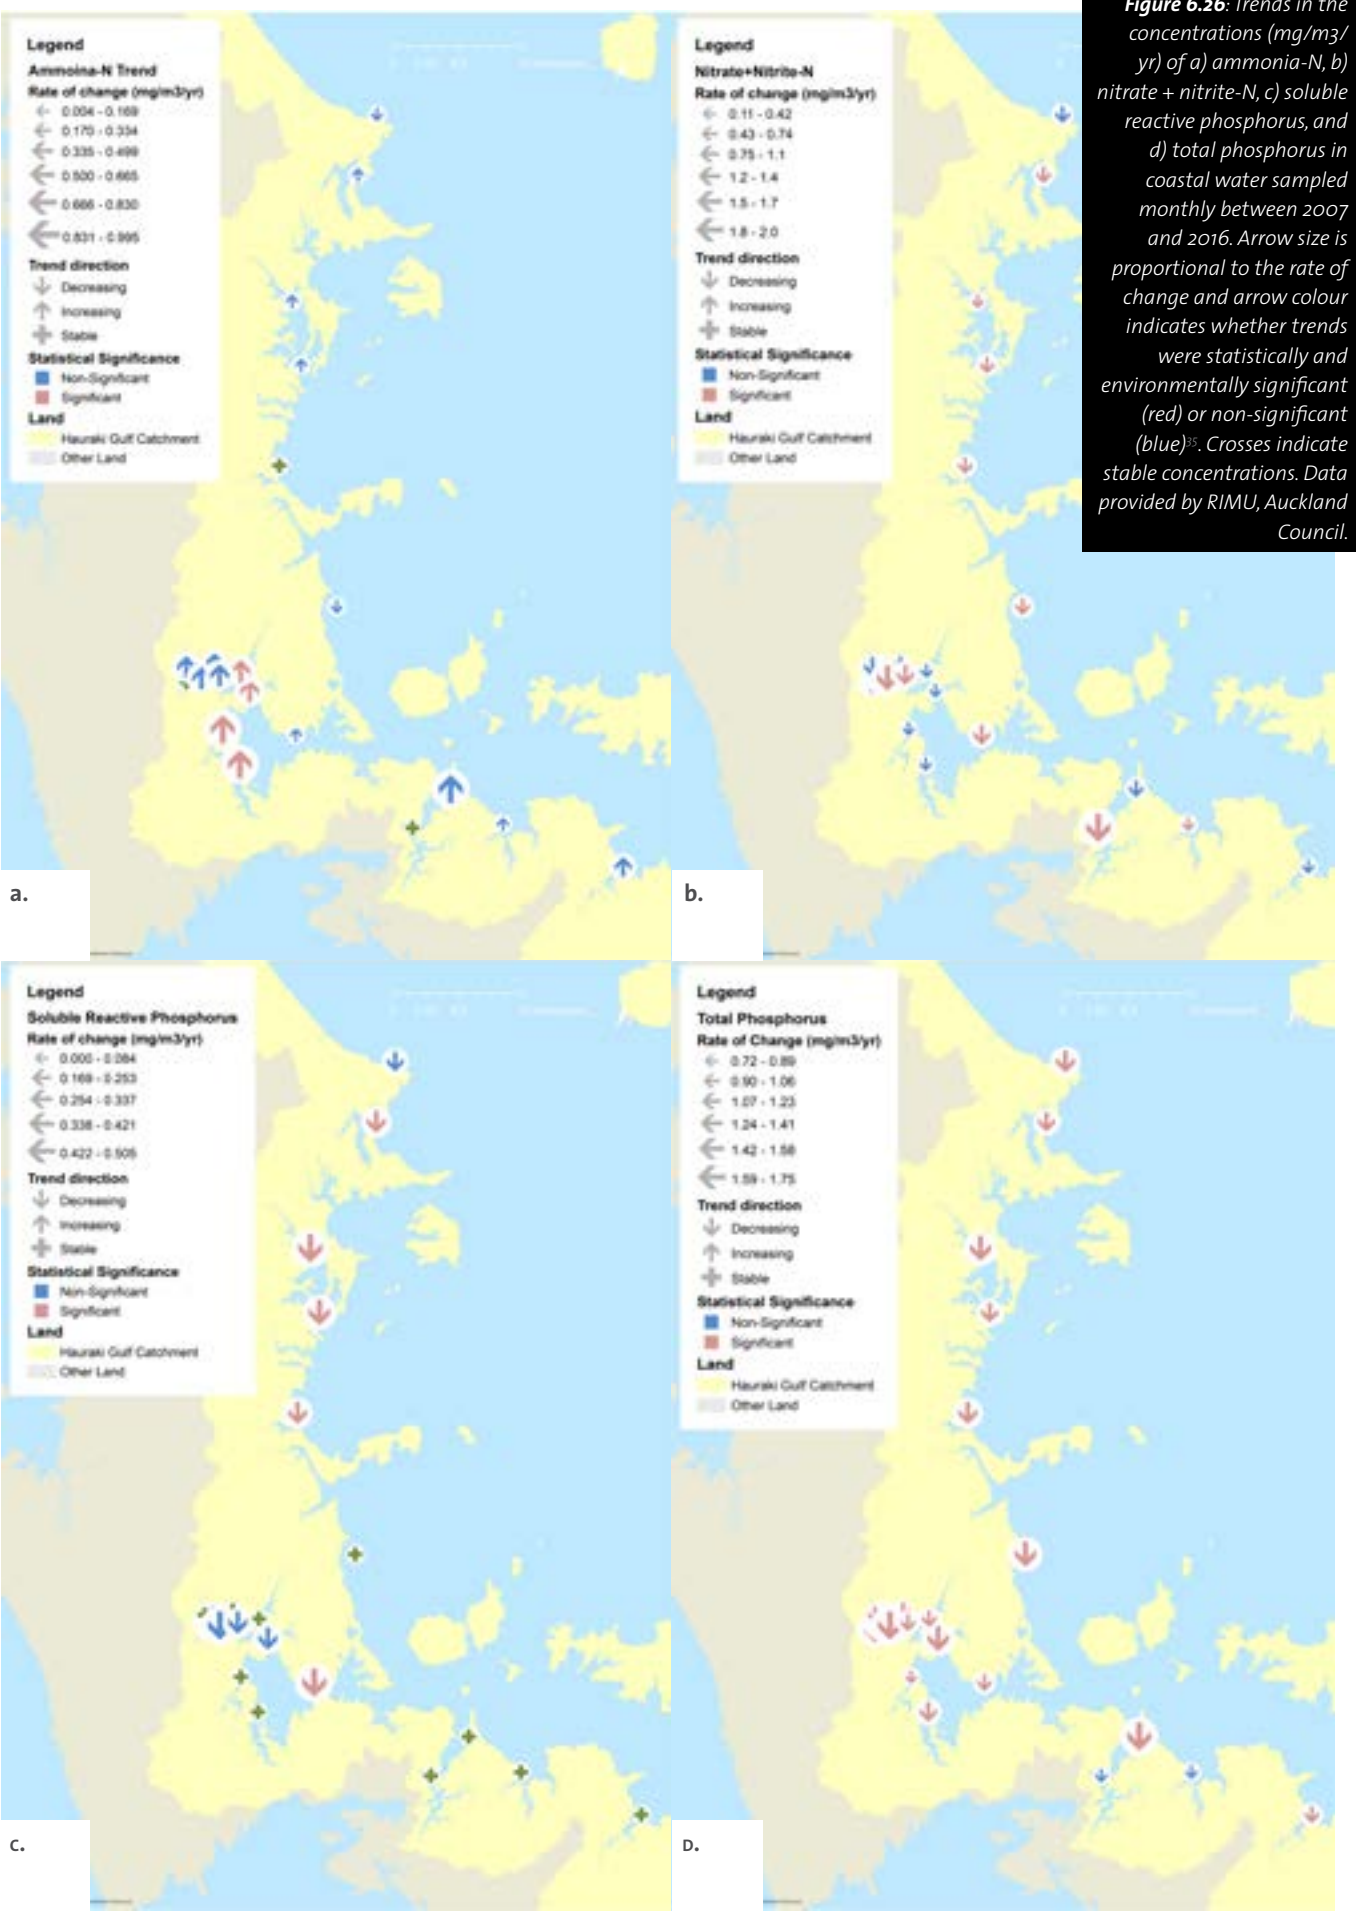 Figure 6.26: Trends in the
concentrations (mg/m3/
yr) of a) ammonia-N, b)
nitrate + nitrite-N, c) soluble
reactive phosphorus, and
d) total phosphorus in
coastal water sampled
monthly between 2007
and 2016. Arrow size is
proportional to the rate of
change and arrow colour
indicates whether trends
were statistically and
environmentally significant
(red) or non-significant
(blue)35. Crosses indicate
stable concentrations. Data
provided by RIMU, Auckland
Council.
Legend
Ammoina-N Trend
Rate of change (mg/m3/yr)
0.004 - 0.169
0.170 - 0.334
0.335 - 0.499
0.500 - 0.665
0.666 - 0.830
0.831 - 0.995
Trend direction
Decreasing
Increasing
Stable
Statistical Significance
Non-Significant
Significant
Land
Hauraki Gulf Catchment
Other Land
a.
Legend
Nitrate+Nitrite-N
Rate of change (mg/m3/yr)
0.11 - 0.42
0.43 - 0.74
0.75 - 1.1
1.2 - 1.4
1.5 - 1.7
1.8 - 2.0
Trend direction
Decreasing
Increasing
Stable
Statistical Significance
Non-Significant
Significant
Land
Hauraki Gulf Catchment
Other Land
b.
Legend
Soluble Reactive Phosphorus
Rate of change (mg/m3/yr)
0.000 - 0.084
0.169 - 0.253
0.254 - 0.337
0.338 - 0.421
0.422 - 0.505
Trend direction
Decreasing
Increasing
Stable
Statistical Significance
Non-Significant
Significant
Land
Hauraki Gulf Catchment
Other Land
c.
Legend
Total Phosphorus
Rate of Change (mg/m3/yr)
0.72 - 0.89
0.90 - 1.06
1.07 - 1.23
1.24 - 1.41
1.42 - 1.58
1.59 - 1.75
Trend direction
Decreasing
Increasing
Stable
Statistical Significance
Non-Significant
Significant
Land
Hauraki Gulf Catchment
Other Land
D.